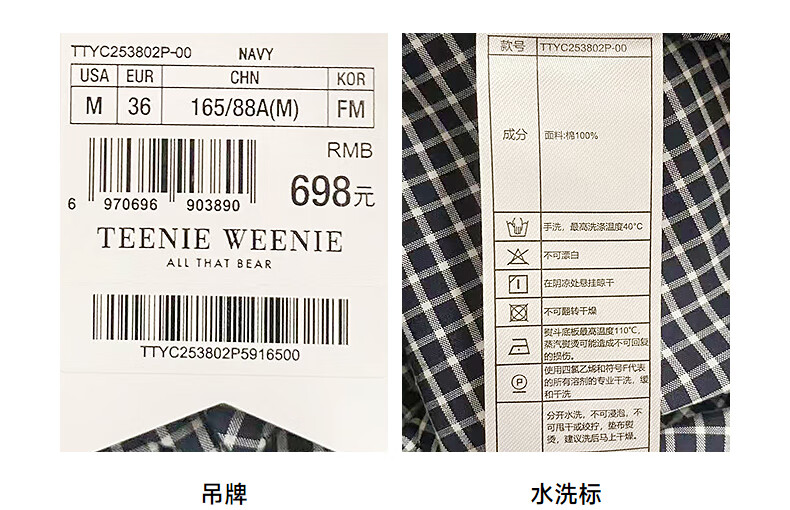 TTYC253802P-00 NAVY
USA EUR CHN KOR
M 36 165/88A(M) FM
RMB
698元
6 970696 903890
TEENIE WEENIE
ALL THAT BEAR
TTYC253802P5916500
吊牌
款号 TTYC253802P-00
成分 面料:棉100%
手洗，最高洗涤温度40°C
不可漂白
在阴凉处悬挂晾干
不可翻转干燥
熨斗底板最高温度110°C,
蒸汽熨烫可能造成不可回复
的损伤。
使用四氯乙烯和符号F代表
的所有溶剂的专业干洗，缓
和干洗
P
分开水洗，不可浸泡，不
可甩干或绞拧，垫布熨
烫，建议洗后马上干燥。
水洗标